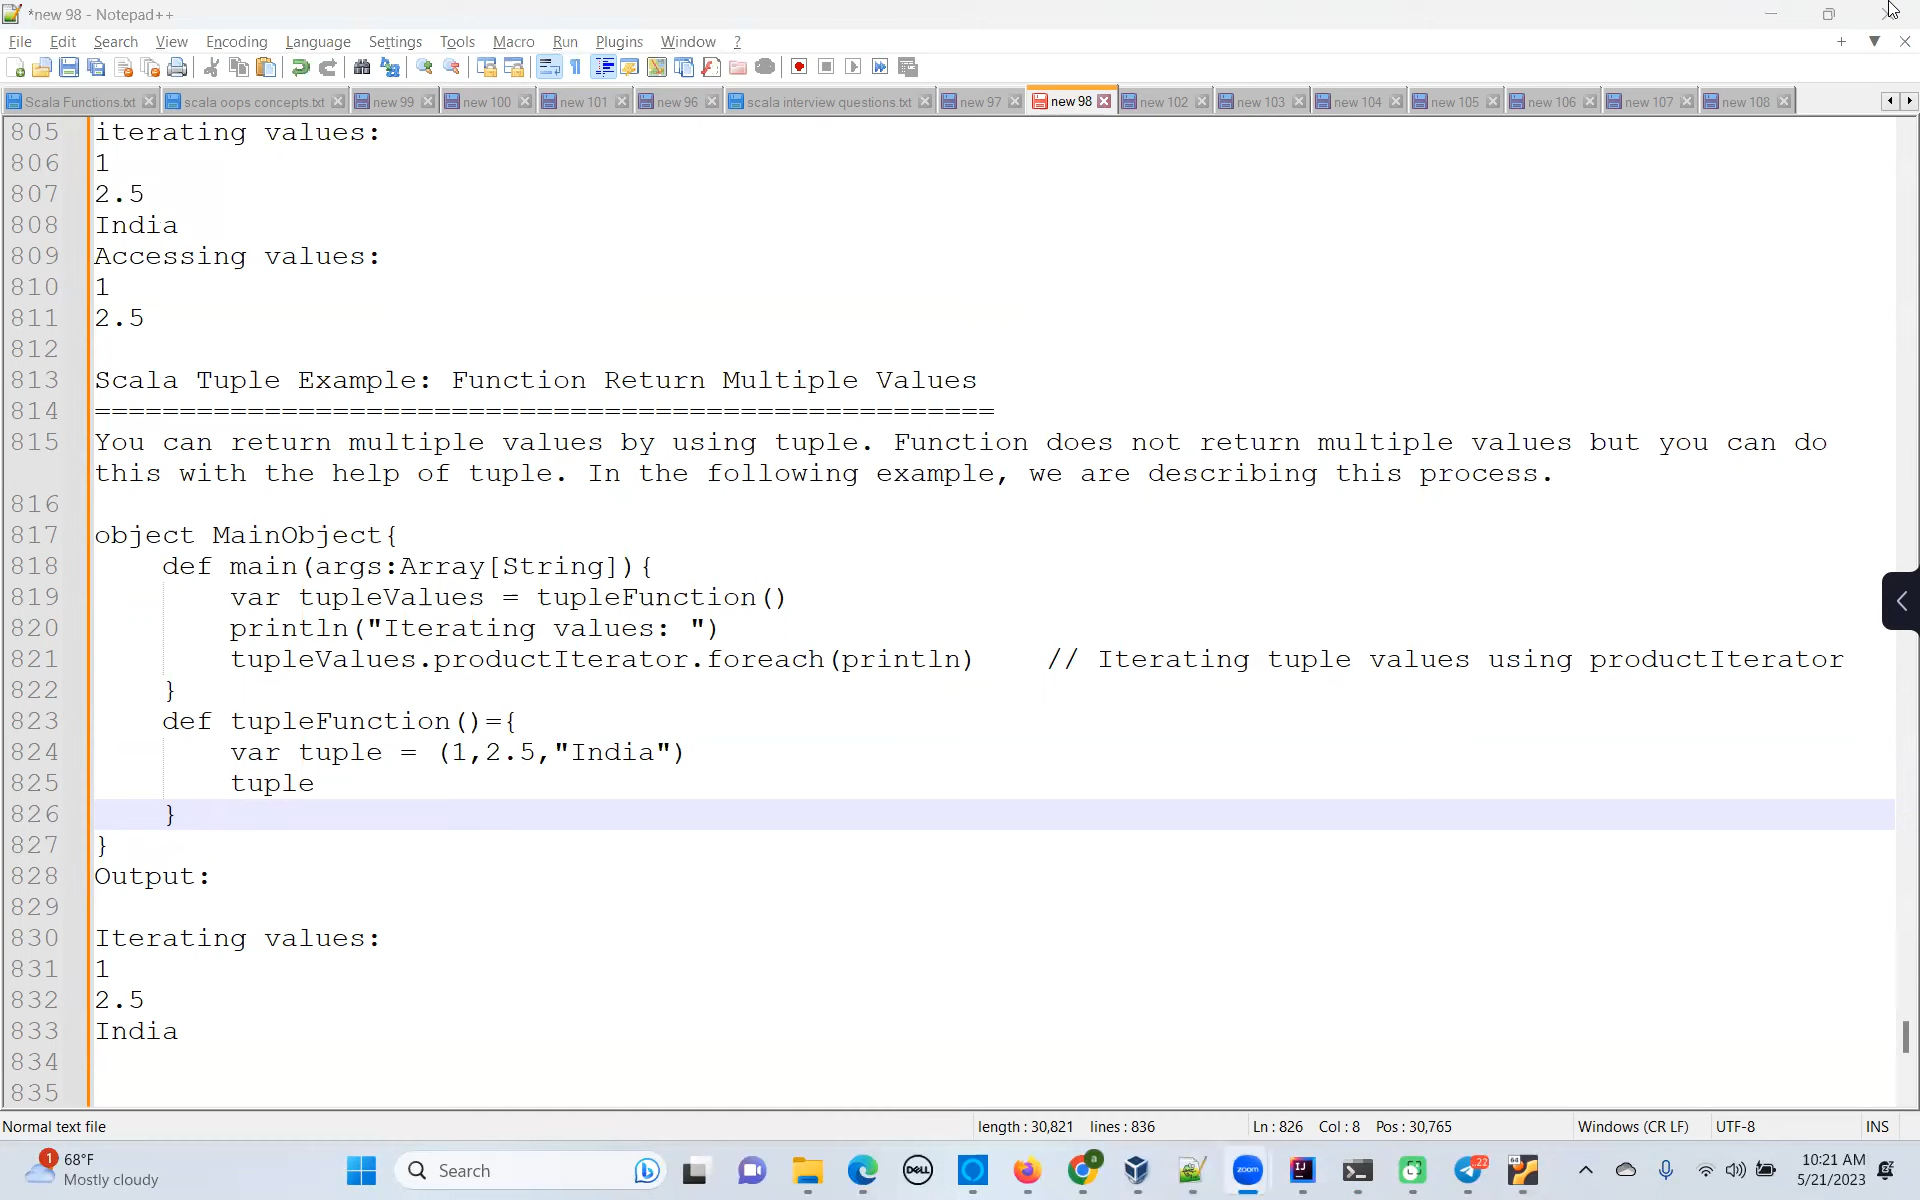 *new 98 - Notepad++
File Edit Search View Encoding Language Settings Tools Macro Run Plugins Window ?
Scala Functions.txt scala oops concepts.txt new 99 new 100 new 101 new 96 scala interview questions.txt new 97 new 98 new 102 new 103 new 104 new 105 new 106 new 107 new 108
805 iterating values:
806 1
807 2.5
808 India
809 Accessing values:
810 1
811 2.5
812
813 Scala Tuple Example: Function Return Multiple Values
814 =====================================================
815 You can return multiple values by using tuple. Function does not return multiple values but you can do
this with the help of tuple. In the following example, we are describing this process.
816
817 object MainObject{
818     def main(args:Array[String]){
819         var tupleValues = tupleFunction()
820         println("Iterating values: ")
821         tupleValues.productIterator.foreach(println)    // Iterating tuple values using productIterator
822     }
823     def tupleFunction()={
824         var tuple = (1,2.5,"India")
825         tuple
826     }
827 }
828 Output:
829
830 Iterating values:
831 1
832 2.5
833 India
834
835
Normal text file length : 30,821 lines : 836 Ln : 826 Col : 8 Pos : 30,765 Windows (CR LF) UTF-8 INS
1 68°F Search DELL zoom IJ a 22 64 10:21 AM
Mostly cloudy 5/21/2023